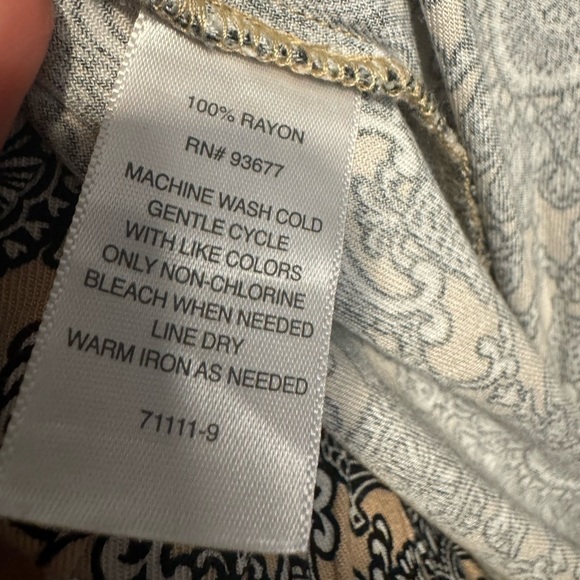 100% RAYON
RN# 93677
MACHINE WASH COLD
GENTLE CYCLE
WITH LIKE COLORS
ONLY NON-CHLORINE
BLEACH WHEN NEEDED
LINE DRY
WARM IRON AS NEEDED
71111-9